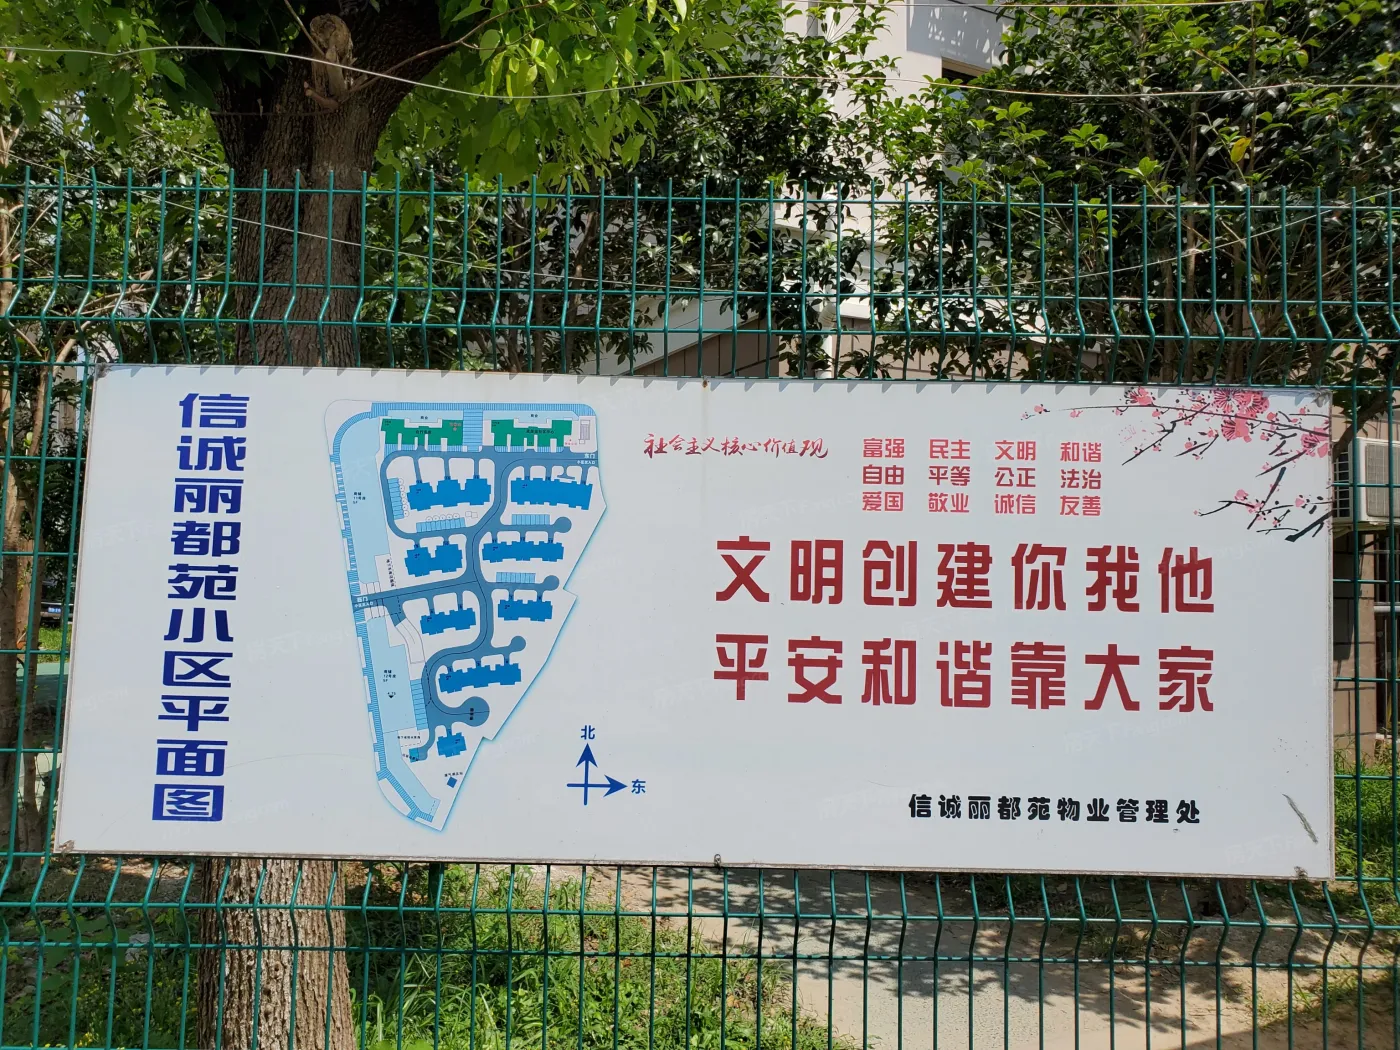 信诚丽都苑小区平面图
社会主义核心价值观
富强 民主 文明 和谐
自由 平等 公正 法治
爱国 敬业 诚信 友善
文明创建你我他
平安和谐靠大家
北
东
信诚丽都苑物业管理处